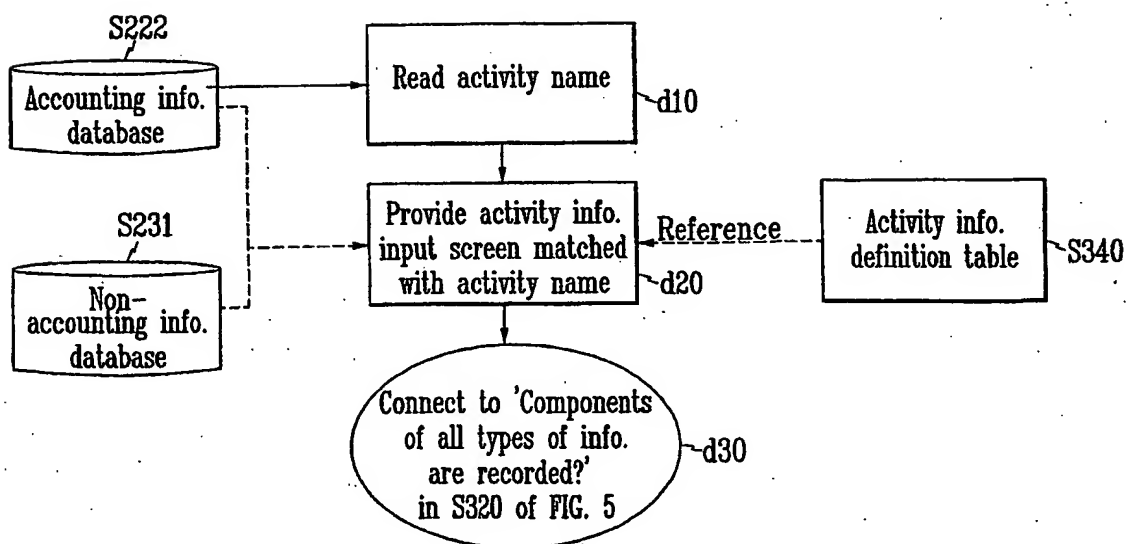 S222
Accounting info.
database
Read activity name
d10
S231
Non-
accounting info.
database
Provide activity info.
input screen matched
with activity name
d20
Reference
Activity info.
definition table
S340
Connect to 'Components
of all types of info.
are recorded?'
in S320 of FIG. 5
d30